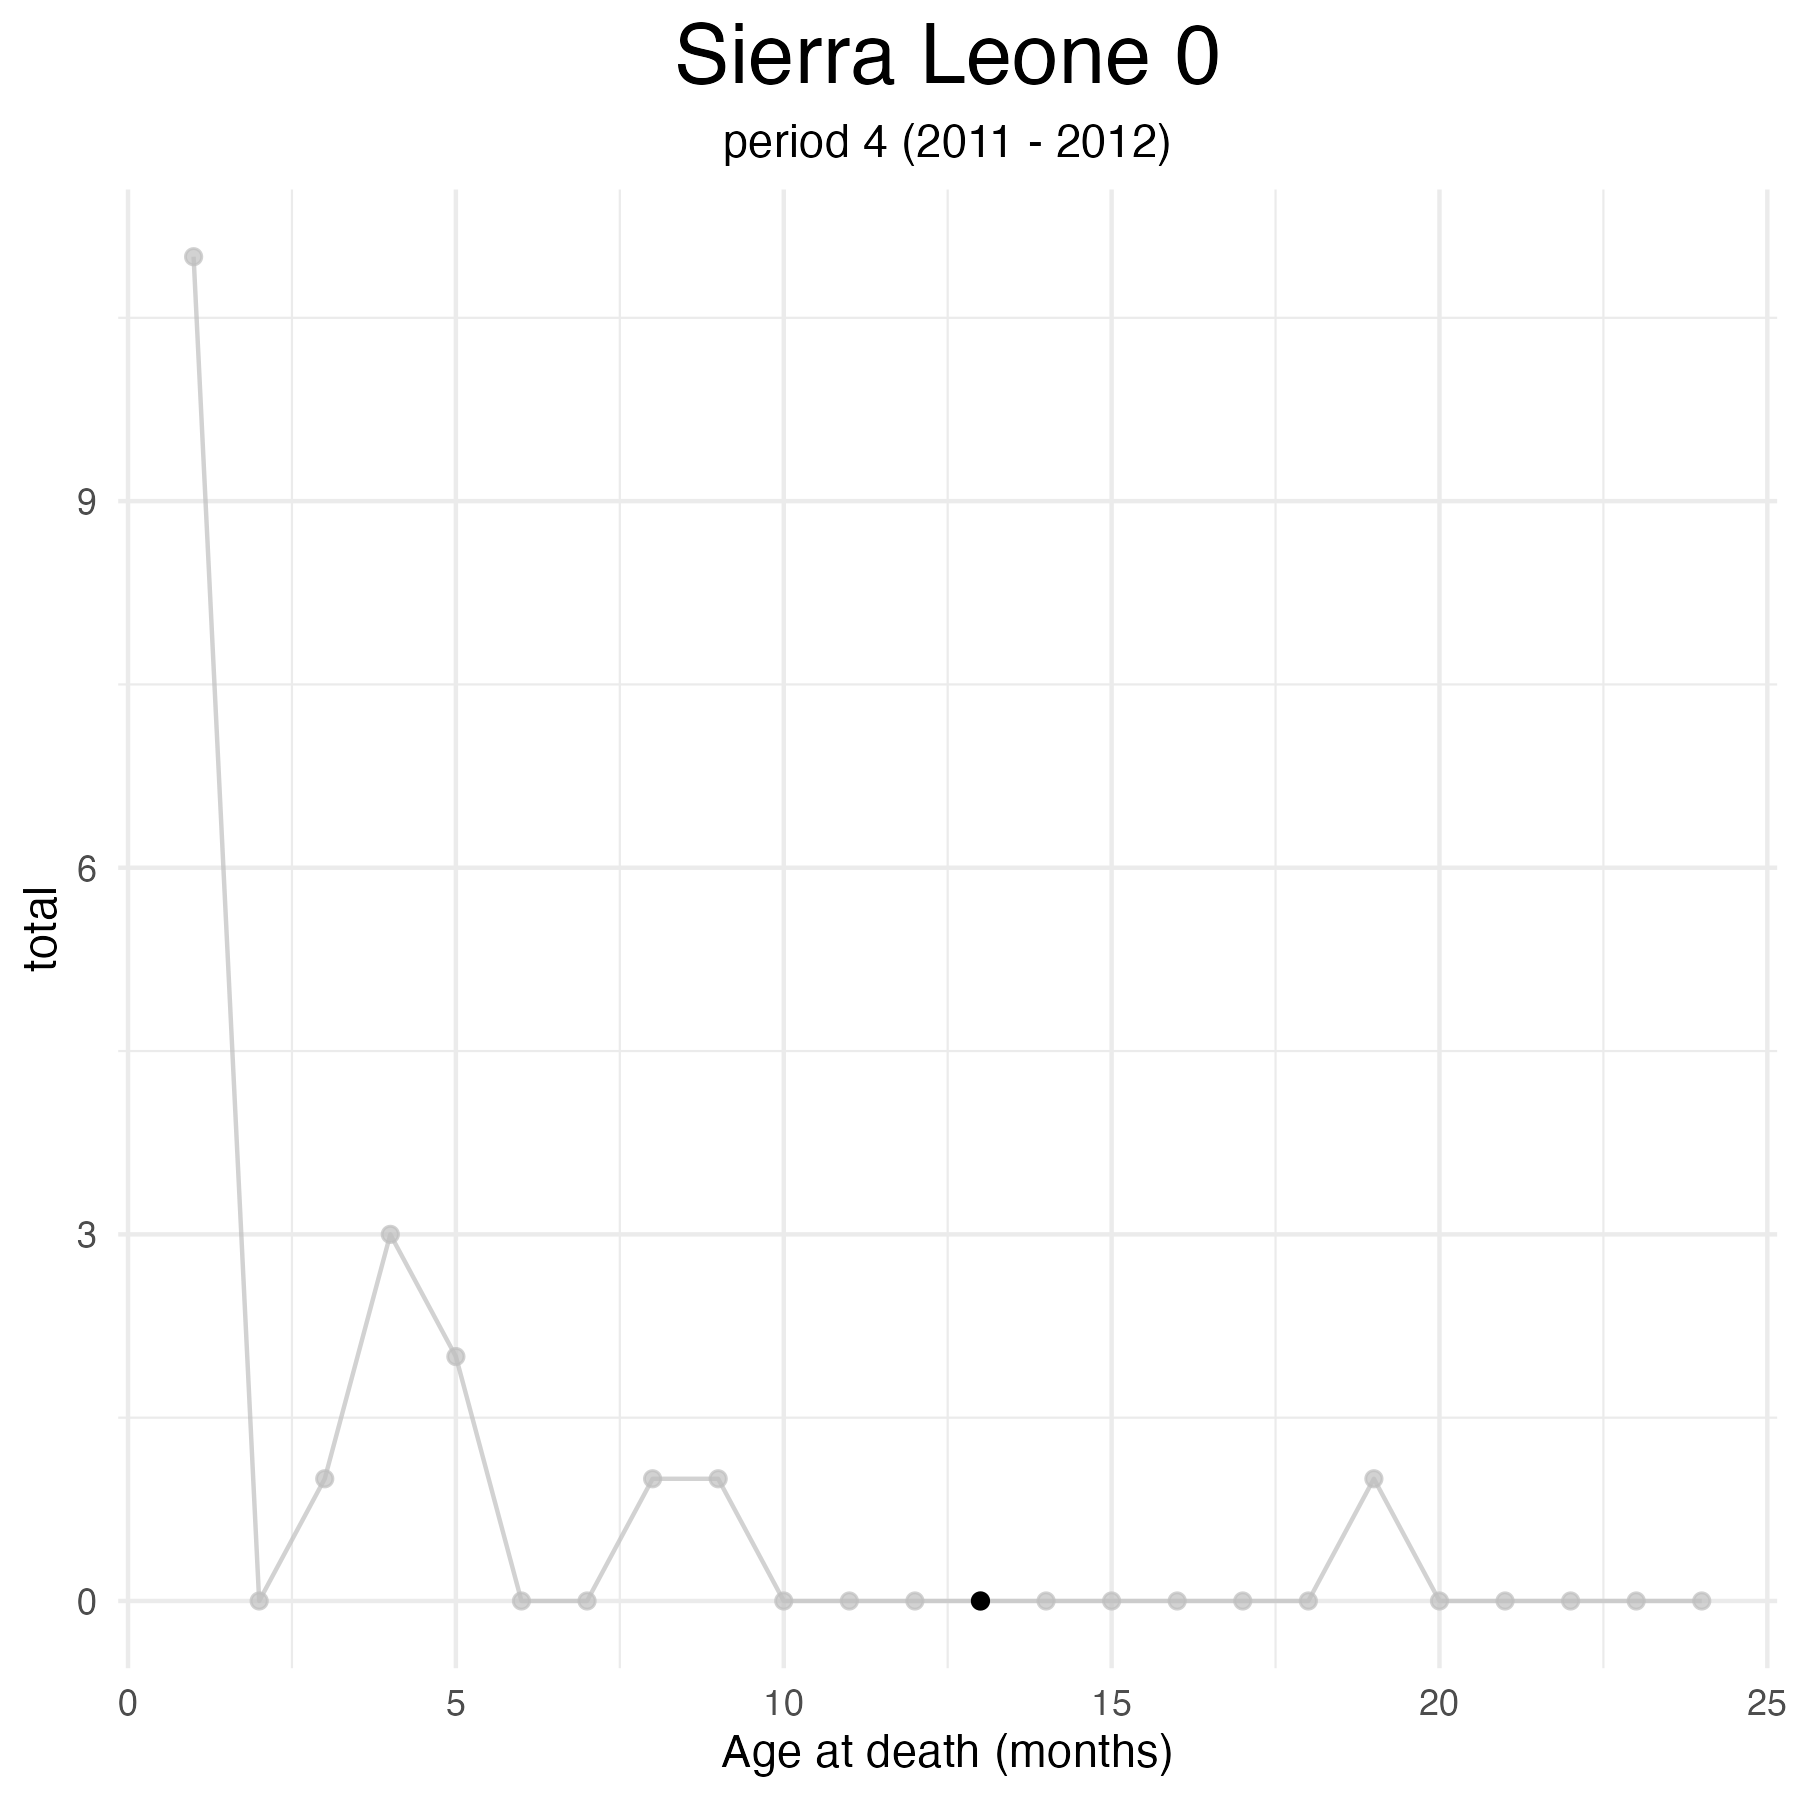 Sierra Leone 0
period 4 (2011 - 2012)
total
9
6
3
0
0 5 10 15 20 25
Age at death (months)